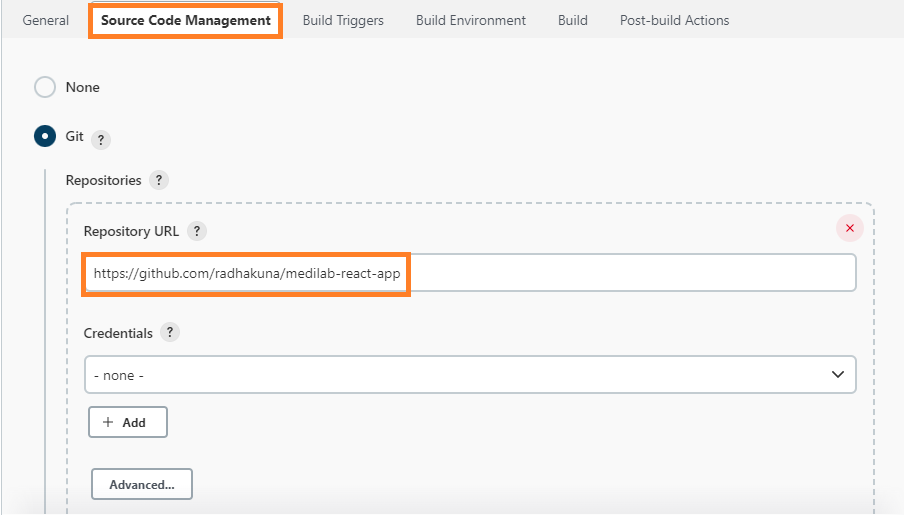 General Source Code Management Build Triggers Build Environment Build Post-build Actions
None
Git ?
Repositories ?
Repository URL ?
https://github.com/radhakuna/medilab-react-app
Credentials ?
- none -
+ Add
Advanced...